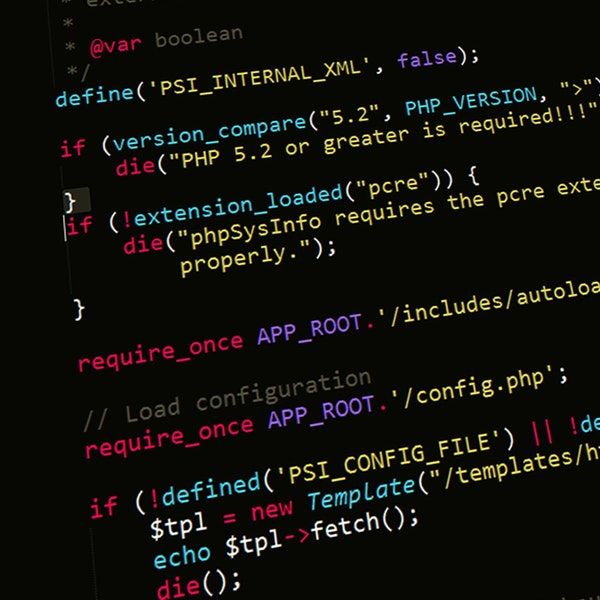 *
*
* @var boolean
*/
define('PSI_INTERNAL_XML', false);
if (version_compare("5.2", PHP_VERSION, ">")
die("PHP 5.2 or greater is required!!!"
}
if (!extension_loaded("pcre")) {
die("phpSysInfo requires the pcre exte
properly.");
}
require_once APP_ROOT.'/includes/autoloa
// Load configuration
require_once APP_ROOT.'/config.php';
if (!defined('PSI_CONFIG_FILE') || !de
$tpl = new Template("/templates/h
echo $tpl->fetch();
die();